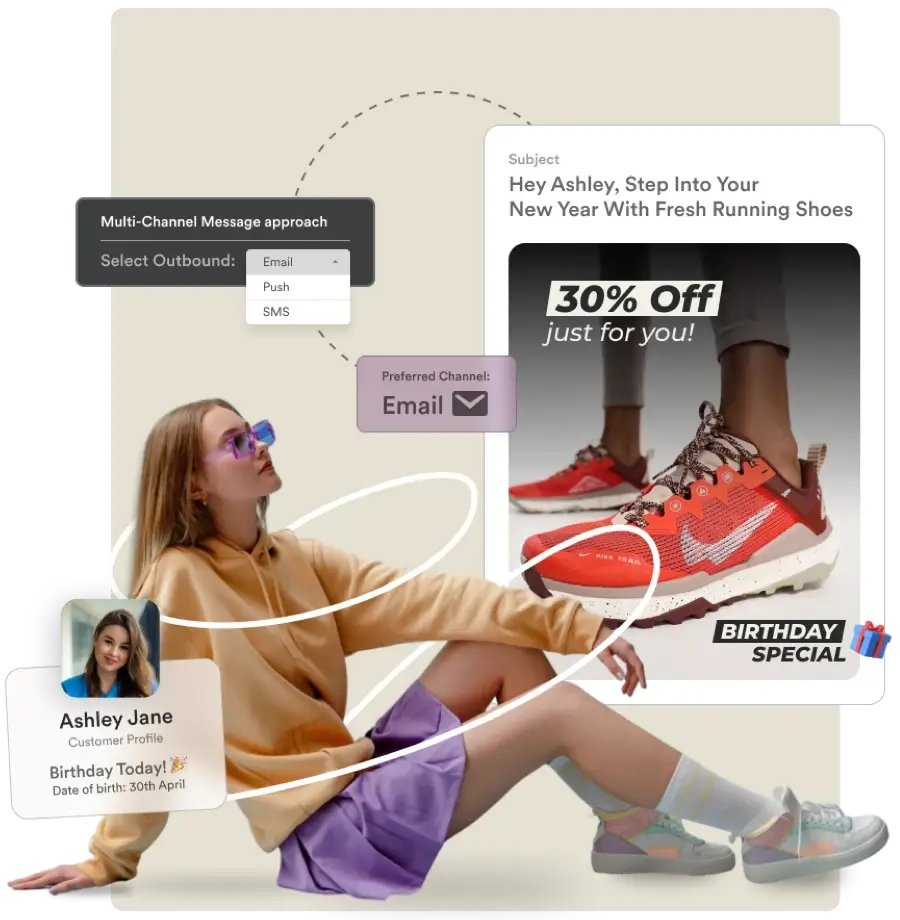 Subject
Hey Ashley, Step Into Your
New Year With Fresh Running Shoes
Multi-Channel Message approach
Select Outbound: Email
Push
SMS
30% Off
just for you!
Preferred Channel:
Email
NIKE TRAIL
BIRTHDAY
SPECIAL
Ashley Jane
Customer Profile
Birthday Today!
Date of birth: 30th April